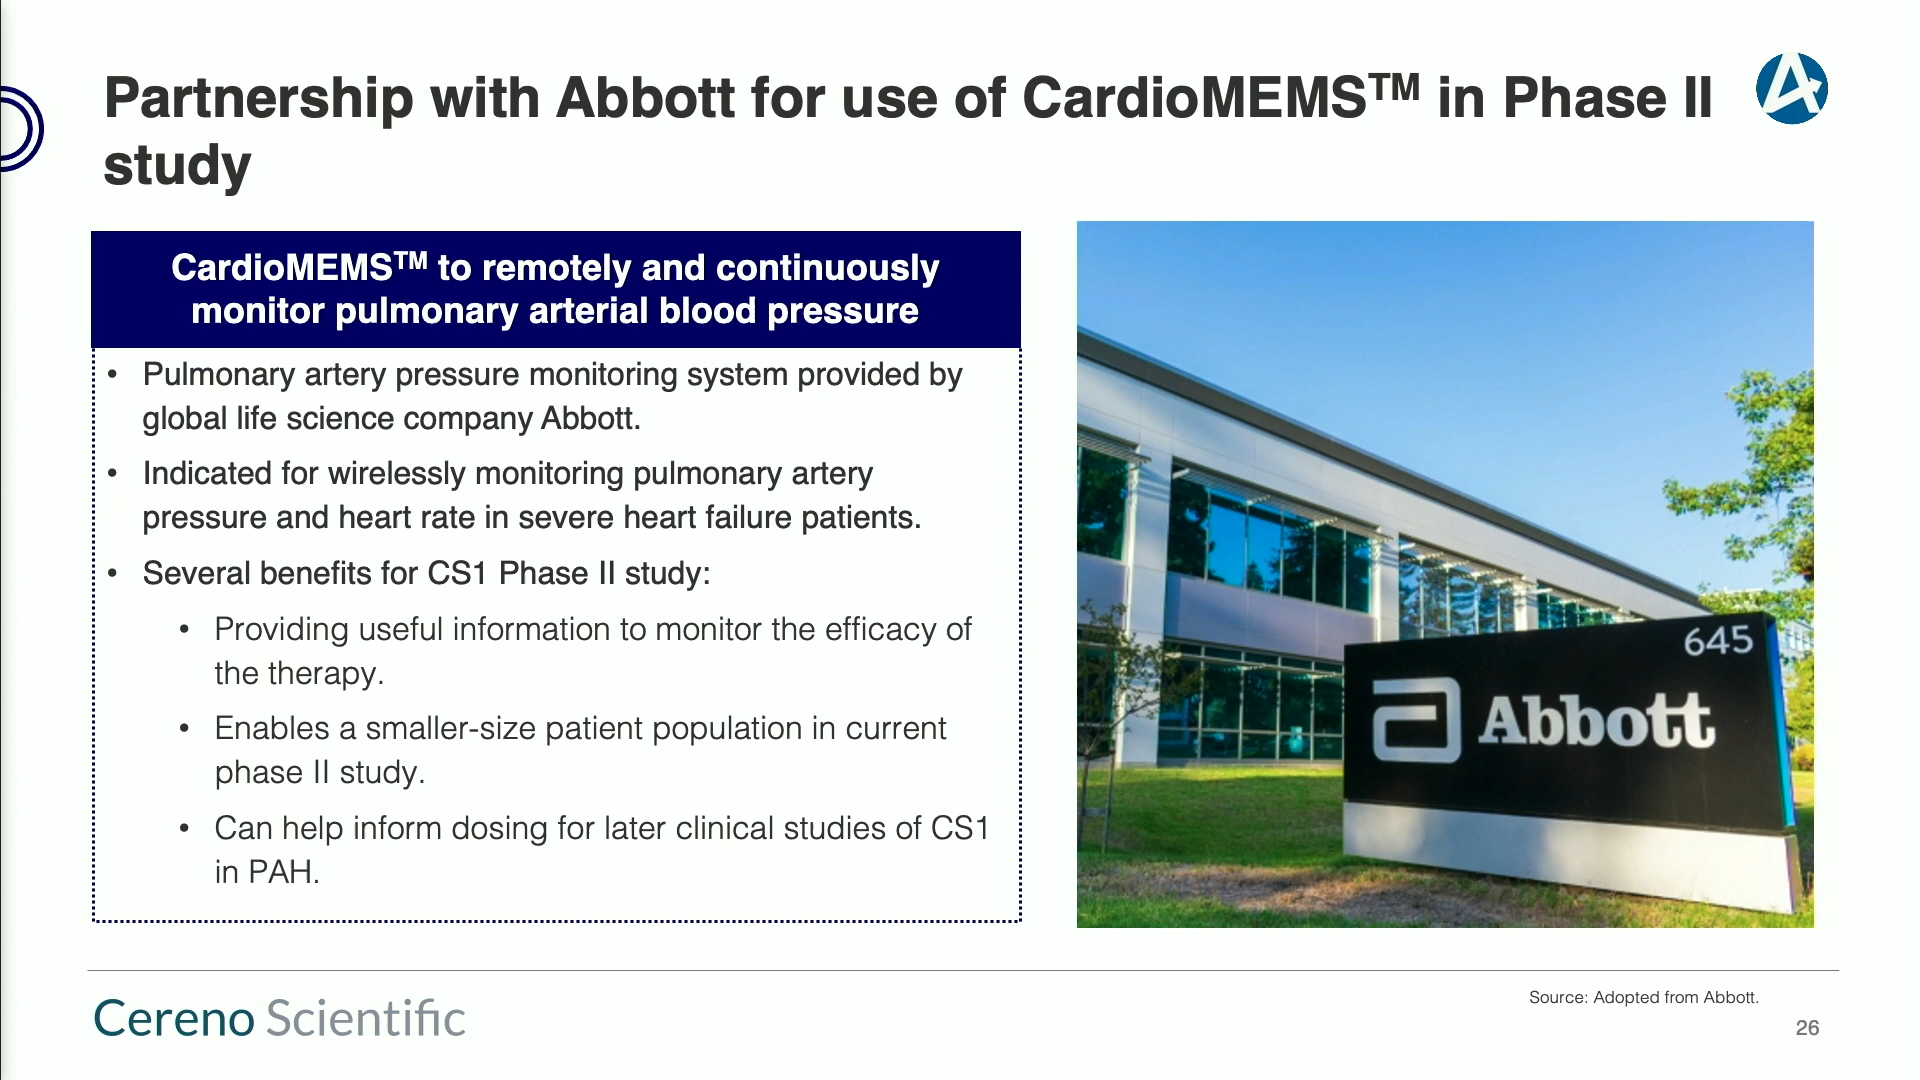 Partnership with Abbott for use of CardioMEMS™ in Phase II
study
CardioMEMS™ to remotely and continuously
monitor pulmonary arterial blood pressure
• Pulmonary artery pressure monitoring system provided by
global life science company Abbott.
• Indicated for wirelessly monitoring pulmonary artery
pressure and heart rate in severe heart failure patients.
• Several benefits for CS1 Phase II study:
• Providing useful information to monitor the efficacy of
the therapy.
• Enables a smaller-size patient population in current
phase II study.
• Can help inform dosing for later clinical studies of CS1
in PAH.
645
Abbott
Cereno Scientific
Source: Adopted from Abbott.
26